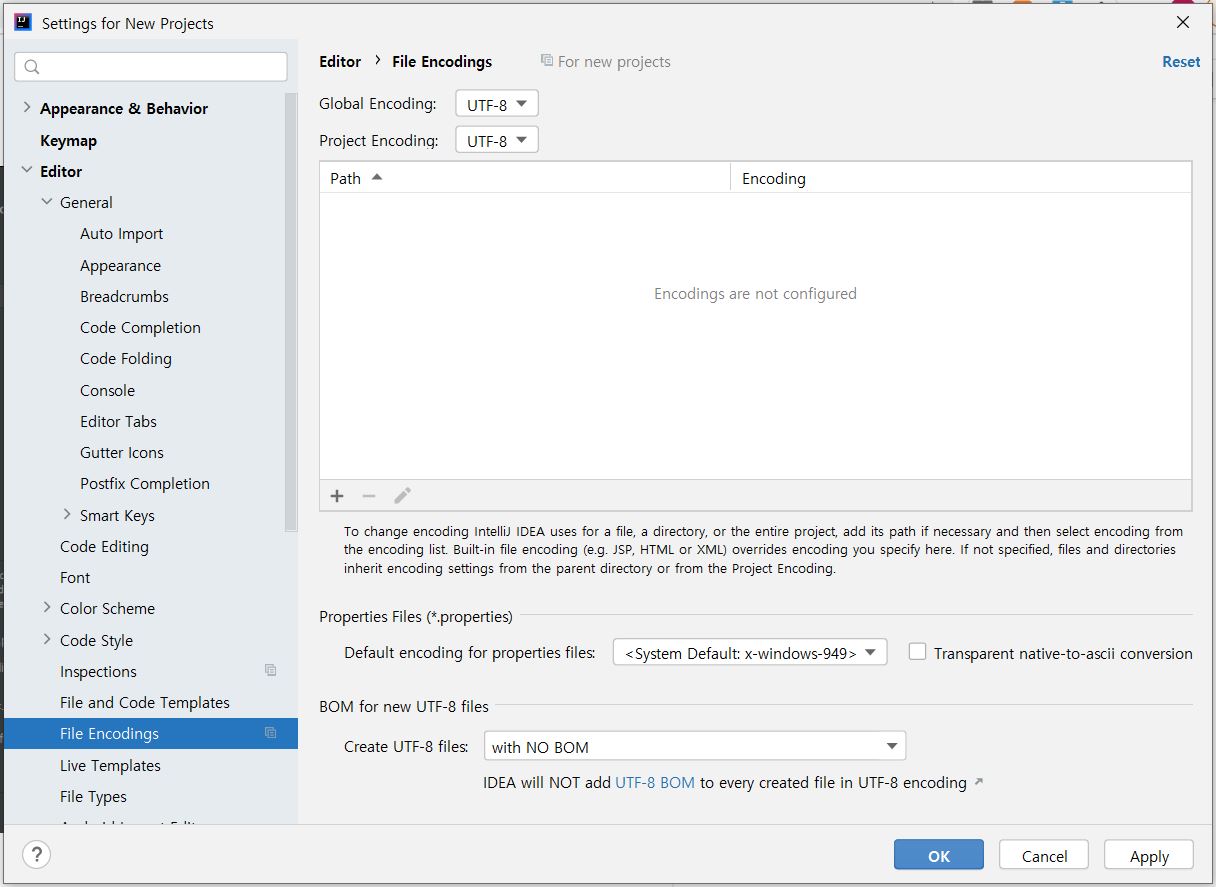 Settings for New Projects
Editor › File Encodings For new projects Reset
Appearance & Behavior
Keymap
Editor
General
Auto Import
Appearance
Breadcrumbs
Code Completion
Code Folding
Console
Editor Tabs
Gutter Icons
Postfix Completion
Smart Keys
Code Editing
Font
Color Scheme
Code Style
Inspections
File and Code Templates
File Encodings
Live Templates
File Types
Global Encoding: UTF-8
Project Encoding: UTF-8
Path Encoding
Encodings are not configured
To change encoding IntelliJ IDEA uses for a file, a directory, or the entire project, add its path if necessary and then select encoding from
the encoding list. Built-in file encoding (e.g. JSP, HTML or XML) overrides encoding you specify here. If not specified, files and directories
inherit encoding settings from the parent directory or from the Project Encoding.
Properties Files (*.properties)
Default encoding for properties files: <System Default: x-windows-949> Transparent native-to-ascii conversion
BOM for new UTF-8 files
Create UTF-8 files: with NO BOM
IDEA will NOT add UTF-8 BOM to every created file in UTF-8 encoding
? OK Cancel Apply